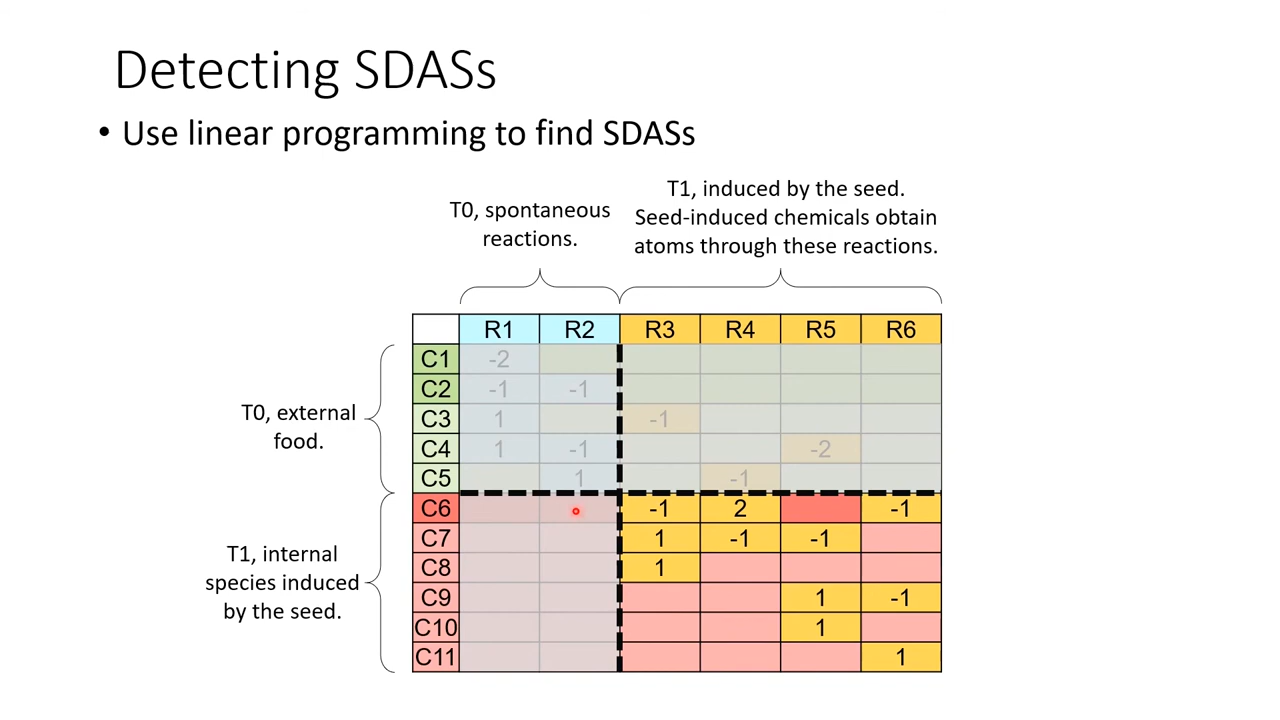 Detecting SDASs
• Use linear programming to find SDASs
T0, spontaneous
reactions.
T1, induced by the seed.
Seed-induced chemicals obtain
atoms through these reactions.
R1 R2 R3 R4 R5 R6
C1 -2
C2 -1 -1
C3 1 -1
C4 1 -1 -2
C5 1 -1
C6 -1 2 -1
C7 1 -1 -1
C8 1
C9 1 -1
C10 1
C11 1
T0, external
food.
T1, internal
species induced
by the seed.